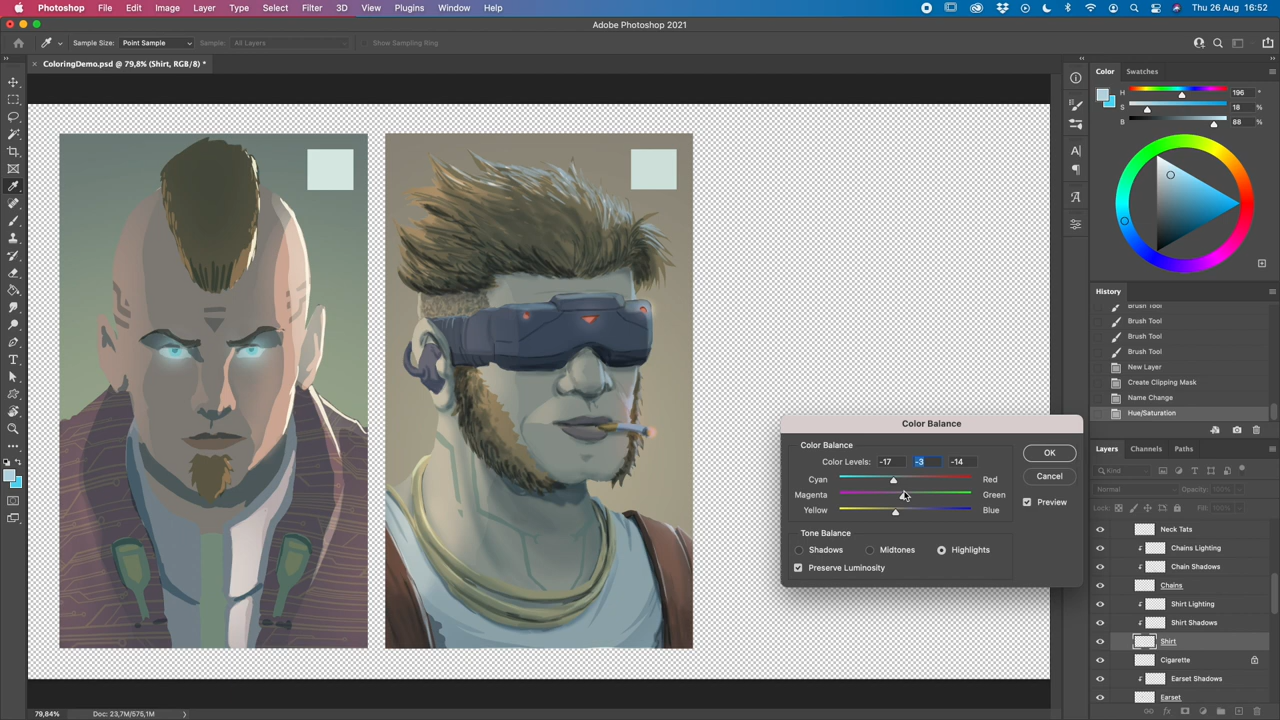 Photoshop File Edit Image Layer Type Select Filter 3D View Plugins Window Help Thu 26 Aug 16:52
Adobe Photoshop 2021
Sample Size: Point Sample Sample: All Layers Show Sampling Ring
ColoringDemo.psd @ 79,8% (Shirt, RGB/8) *
Color Swatches
H 196 °
S 18 %
B 88 %
History
Brush Tool
Brush Tool
Brush Tool
Brush Tool
New Layer
Create Clipping Mask
Name Change
Hue/Saturation
Color Balance
Color Balance
Color Levels: -17 -3 -14
Cyan Red
Magenta Green
Yellow Blue
OK
Cancel
Preview
Tone Balance
Shadows Midtones Highlights
Preserve Luminosity
Layers Channels Paths
Kind
Normal Opacity: 100%
Lock: Fill: 100%
Neck Tats
Chains Lighting
Chain Shadows
Chains
Shirt Lighting
Shirt Shadows
Shirt
Cigarette
Earset Shadows
Earset
79,84% Doc: 23,7M/575,1M